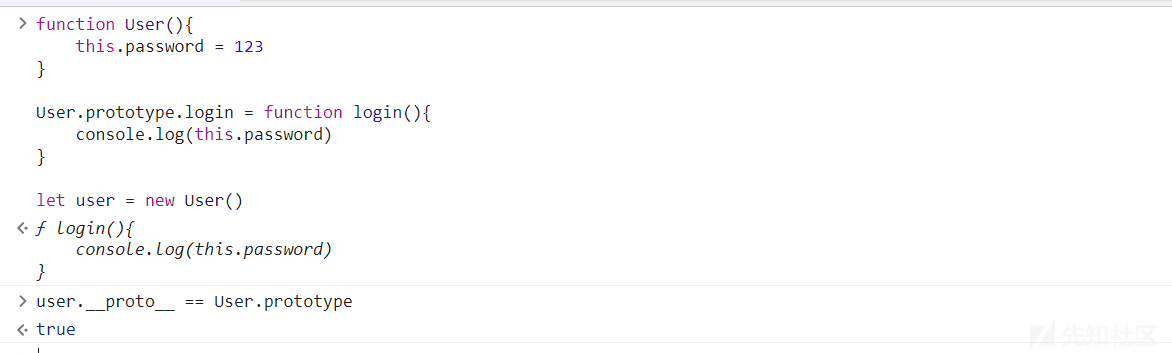 > function User(){
    this.password = 123
}

User.prototype.login = function login(){
    console.log(this.password)
}

let user = new User()
f login(){
    console.log(this.password)
}
> user.__proto__ == User.prototype
true
先知社区